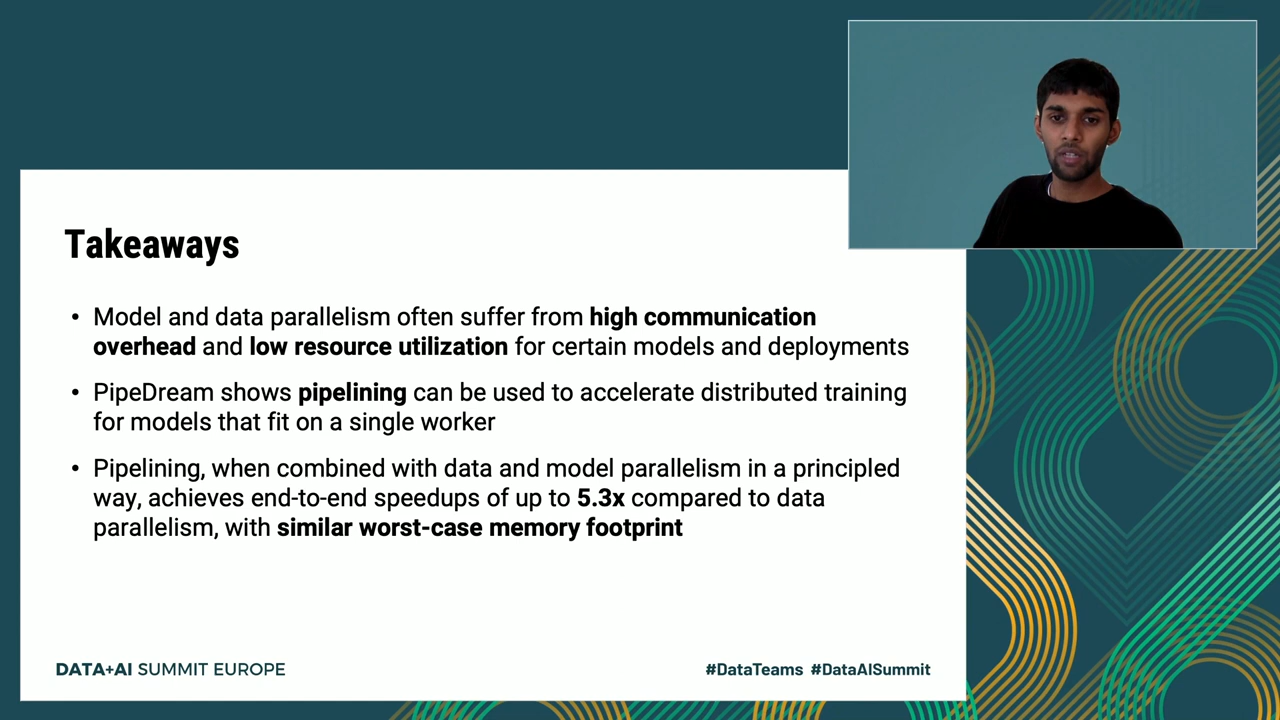 Takeaways
• Model and data parallelism often suffer from high communication
overhead and low resource utilization for certain models and deployments
• PipeDream shows pipelining can be used to accelerate distributed training
for models that fit on a single worker
• Pipelining, when combined with data and model parallelism in a principled
way, achieves end-to-end speedups of up to 5.3x compared to data
parallelism, with similar worst-case memory footprint
DATA+AI SUMMIT EUROPE
#DataTeams #DataAISummit